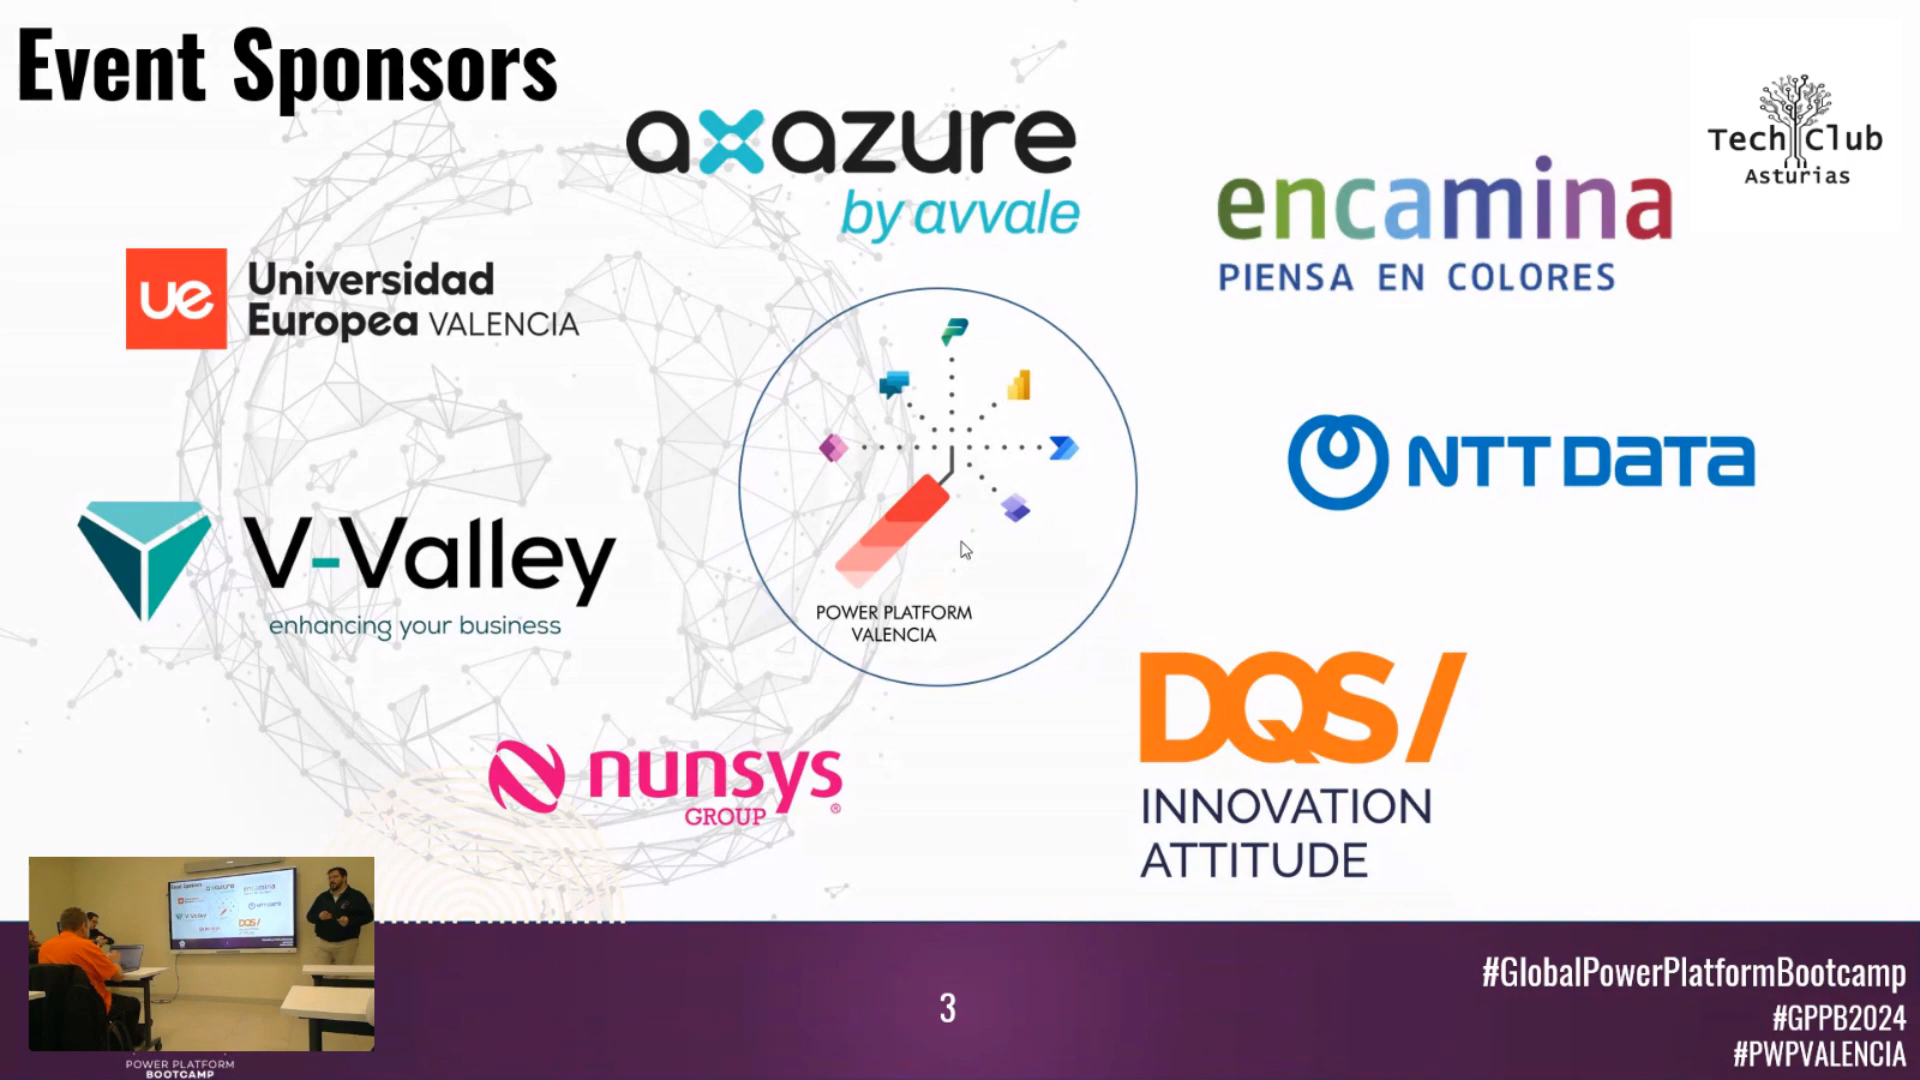 Event Sponsors
axazure
by avvale
encamina
PIENSA EN COLORES
Tech Club
Asturias
ue
Universidad
Europea VALENCIA
V-Valley
enhancing your business
POWER PLATFORM
VALENCIA
NTT DATA
nunsys
GROUP
®
DQS/
INNOVATION
ATTITUDE
POWER PLATFORM
BOOTCAMP
3
#GlobalPowerPlatformBootcamp
#GPPB2024
#PWPVALENCIA